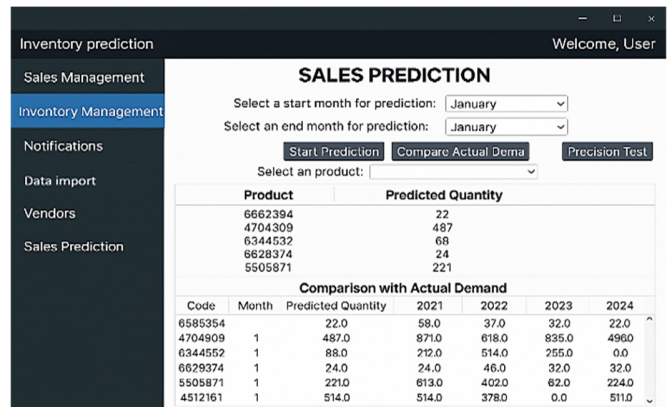 Inventory prediction Welcome, User
Sales Management
Invontory Management
Notifications
Data import
Vendors
Sales Prediction
SALES PREDICTION
Select a start month for prediction: January
Select an end month for prediction: January
Start Prediction Compare Actual Dema Precision Test
Select an product:
Product Predicted Quantity
6662394 22
4704309 487
6344532 68
6628374 24
5505871 221
Comparison with Actual Demand
Code Month Predicted Quantity 2021 2022 2023 2024
6585354 22.0 58.0 37.0 32.0 22.0
4704909 1 487.0 871.0 618.0 835.0 496.0
6344552 1 88.0 212.0 514.0 255.0 0.0
6629374 1 24.0 24.0 46.0 32.0 32.0
5505871 1 221.0 613.0 402.0 62.0 224.0
4512161 1 514.0 514.0 378.0 0.0 511.0